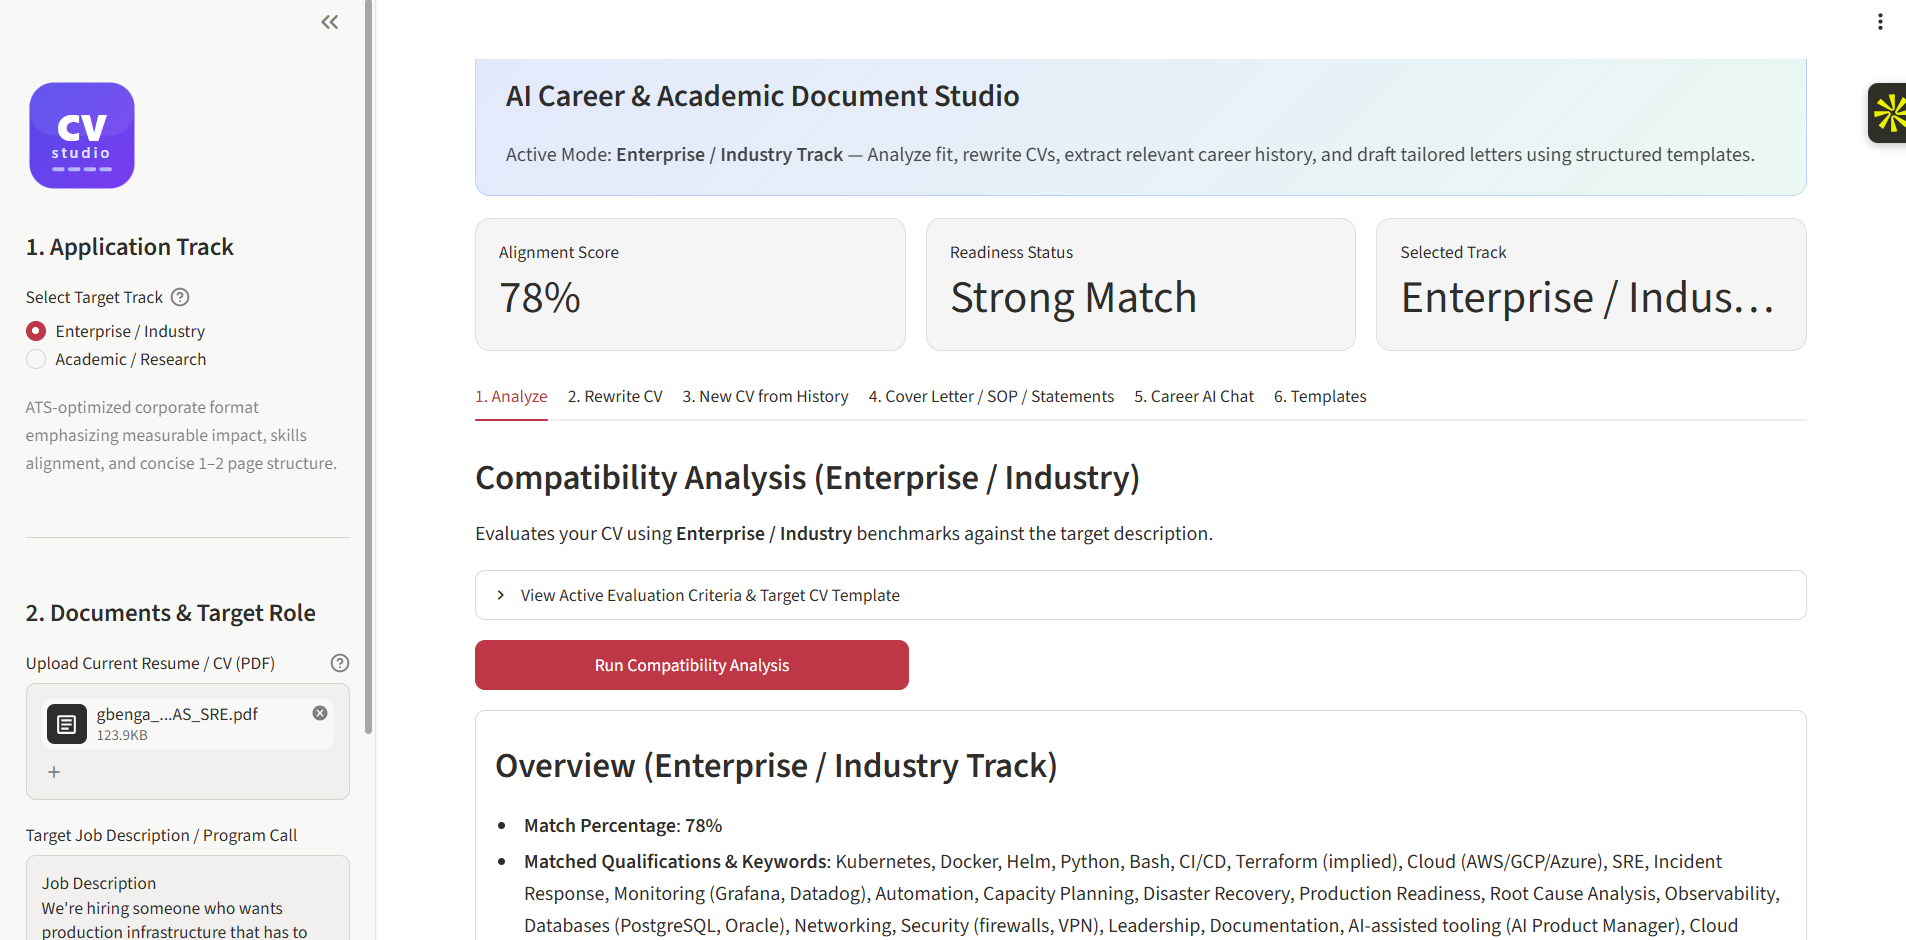 CV
studio
1. Application Track
Select Target Track
Enterprise / Industry
Academic / Research
ATS-optimized corporate format
emphasizing measurable impact, skills
alignment, and concise 1–2 page structure.
2. Documents & Target Role
Upload Current Resume / CV (PDF)
gbenga_...AS_SRE.pdf
123.9KB
Target Job Description / Program Call
Job Description
We're hiring someone who wants
production infrastructure that has to
AI Career & Academic Document Studio
Active Mode: Enterprise / Industry Track — Analyze fit, rewrite CVs, extract relevant career history, and draft tailored letters using structured templates.
Alignment Score
78%
Readiness Status
Strong Match
Selected Track
Enterprise / Indus...
1. Analyze
2. Rewrite CV
3. New CV from History
4. Cover Letter / SOP / Statements
5. Career AI Chat
6. Templates
Compatibility Analysis (Enterprise / Industry)
Evaluates your CV using Enterprise / Industry benchmarks against the target description.
View Active Evaluation Criteria & Target CV Template
Run Compatibility Analysis
Overview (Enterprise / Industry Track)
Match Percentage: 78%
Matched Qualifications & Keywords: Kubernetes, Docker, Helm, Python, Bash, CI/CD, Terraform (implied), Cloud (AWS/GCP/Azure), SRE, Incident
Response, Monitoring (Grafana, Datadog), Automation, Capacity Planning, Disaster Recovery, Production Readiness, Root Cause Analysis, Observability,
Databases (PostgreSQL, Oracle), Networking, Security (firewalls, VPN), Leadership, Documentation, AI-assisted tooling (AI Product Manager), Cloud